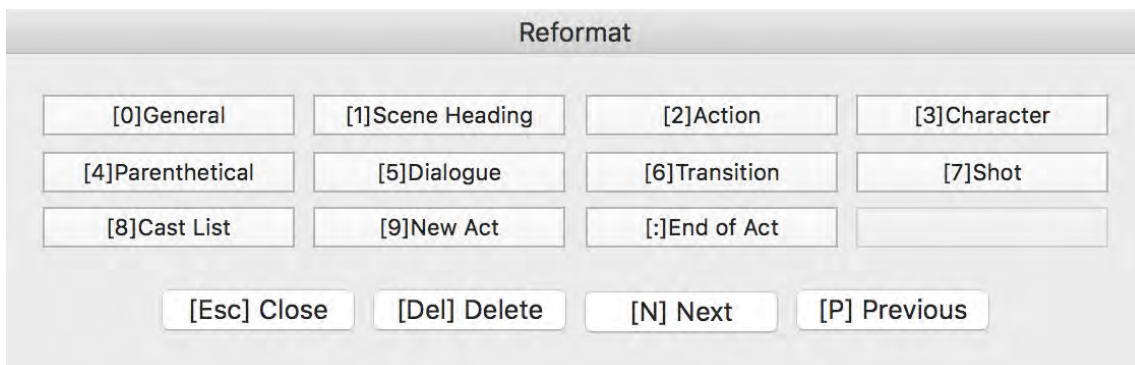 Reformat
[0]General [1]Scene Heading [2]Action [3]Character
[4]Parenthetical [5]Dialogue [6]Transition [7]Shot
[8]Cast List [9]New Act [:]End of Act
[Esc] Close [Del] Delete [N] Next [P] Previous